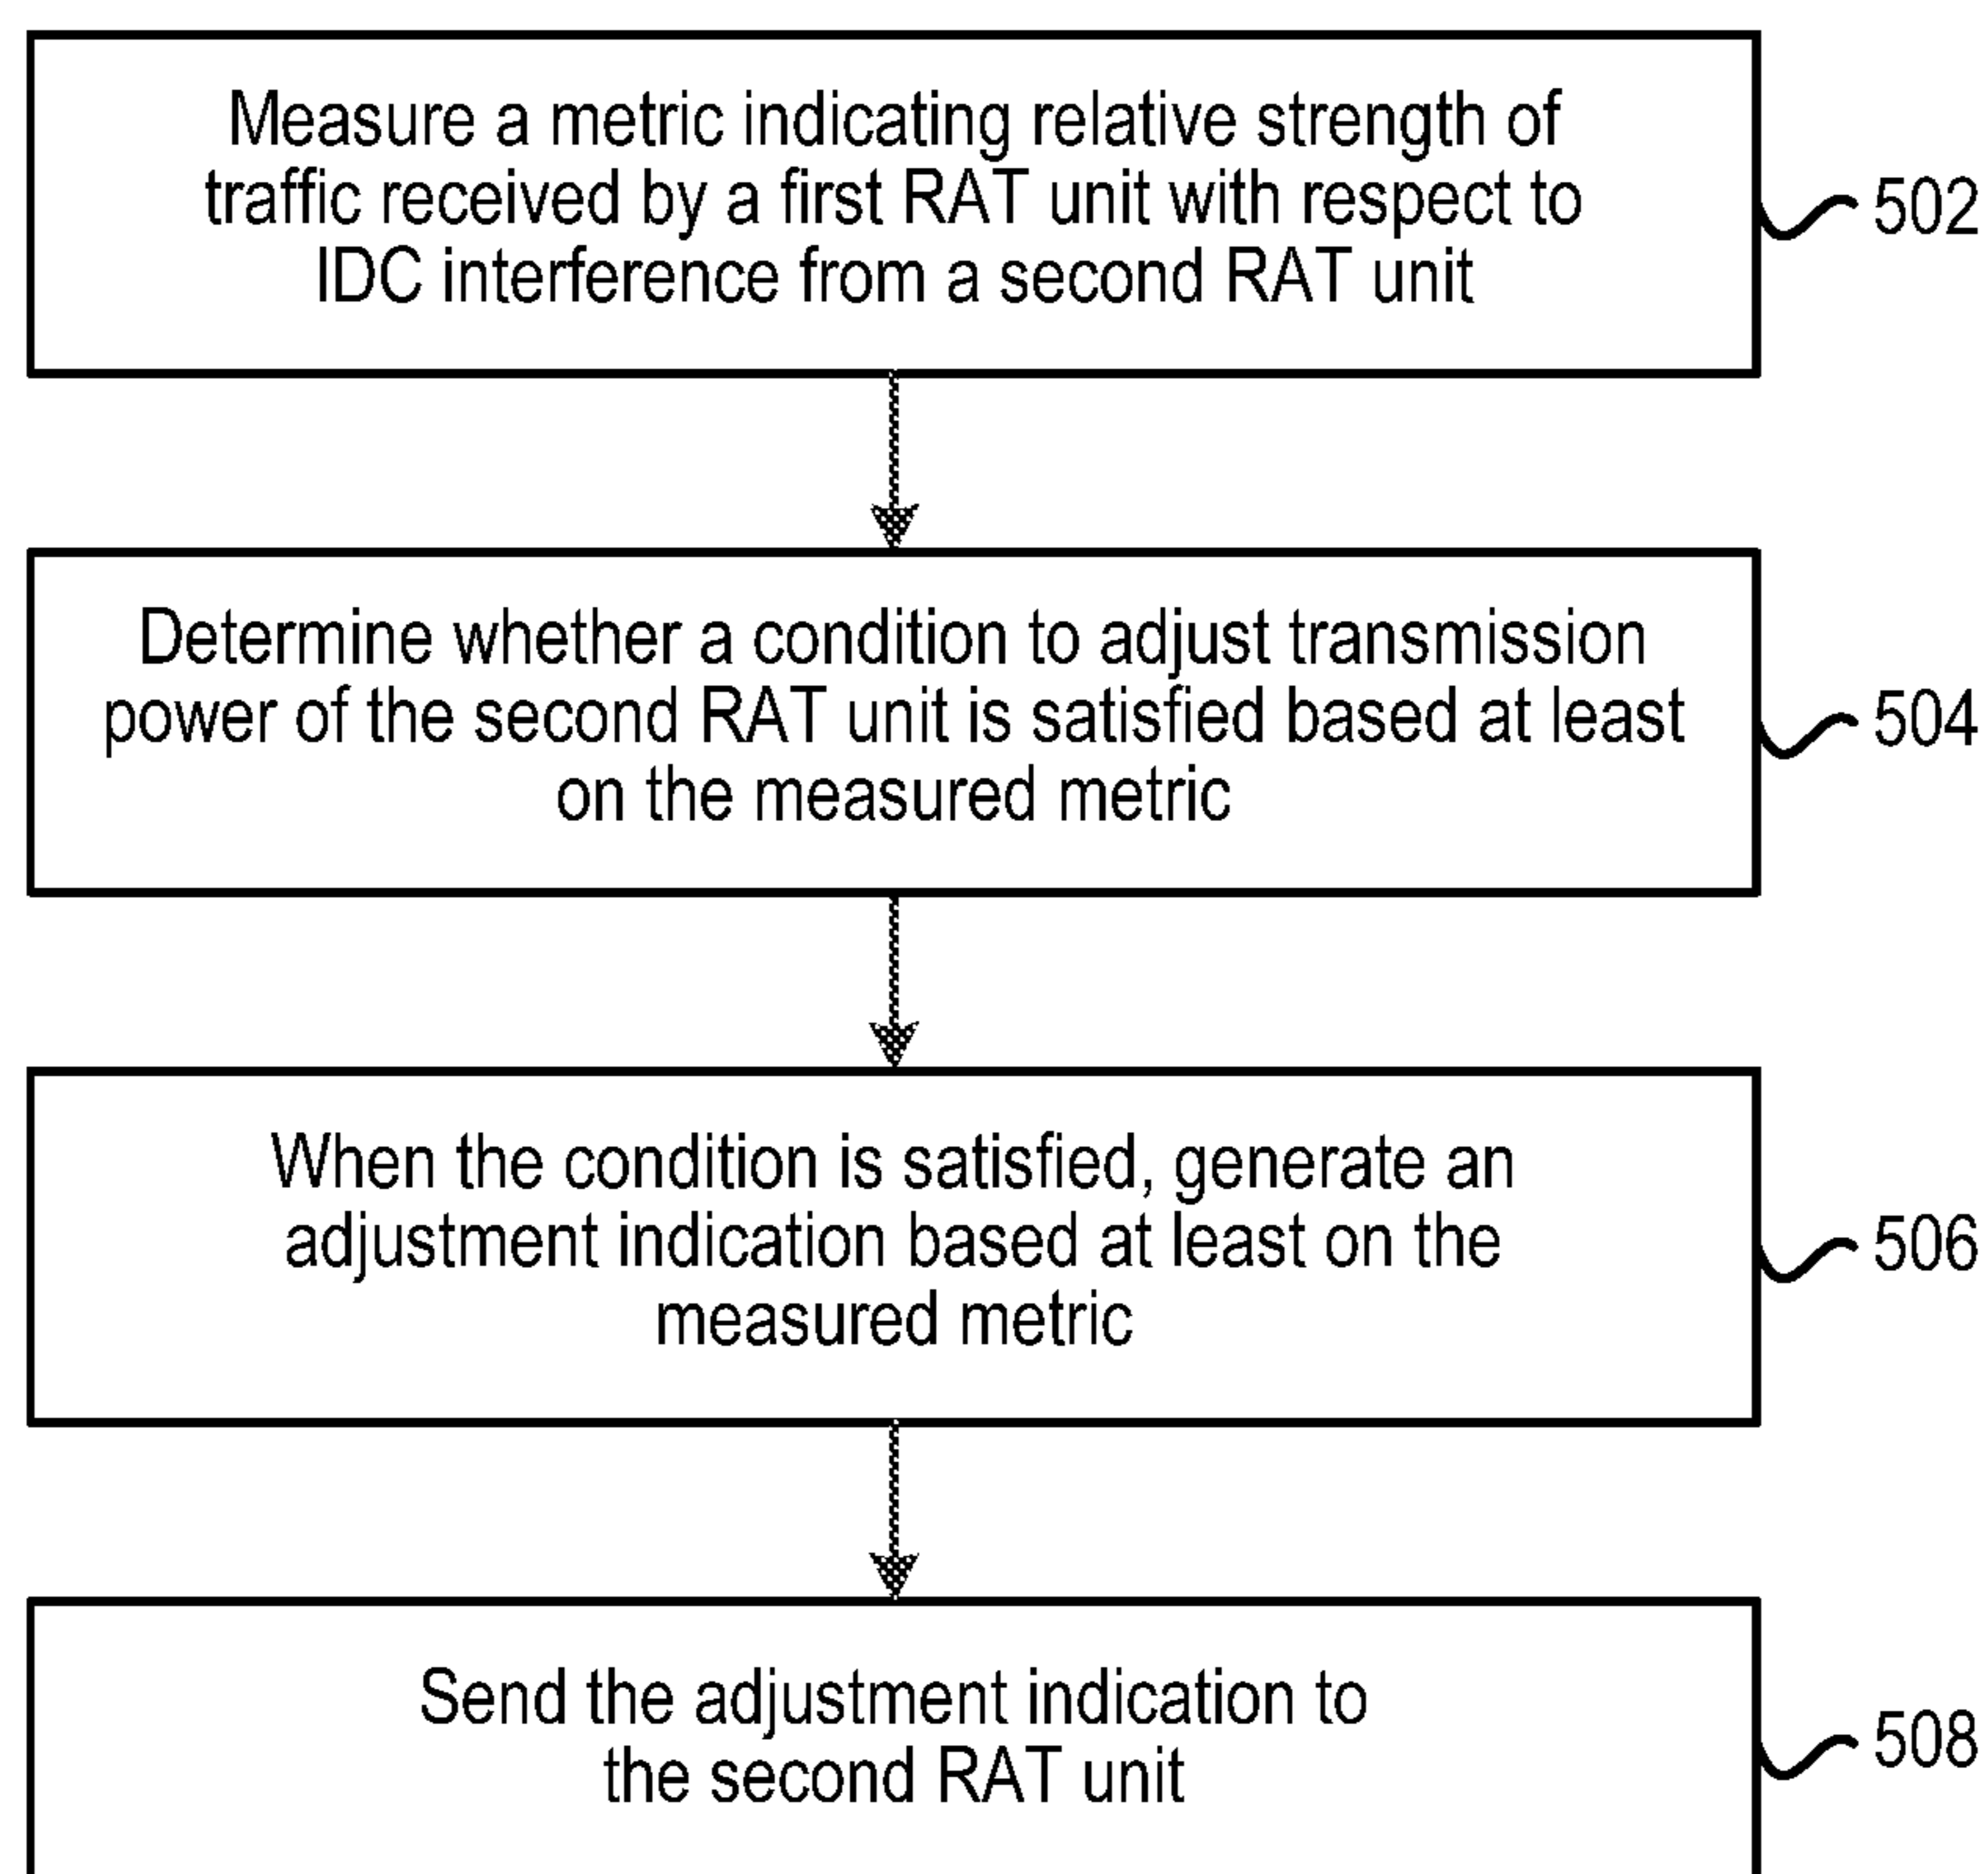 Measure a metric indicating relative strength of
traffic received by a first RAT unit with respect to
IDC interference from a second RAT unit
502
Determine whether a condition to adjust transmission
power of the second RAT unit is satisfied based at least
on the measured metric
504
When the condition is satisfied, generate an
adjustment indication based at least on the
measured metric
506
Send the adjustment indication to
the second RAT unit
508